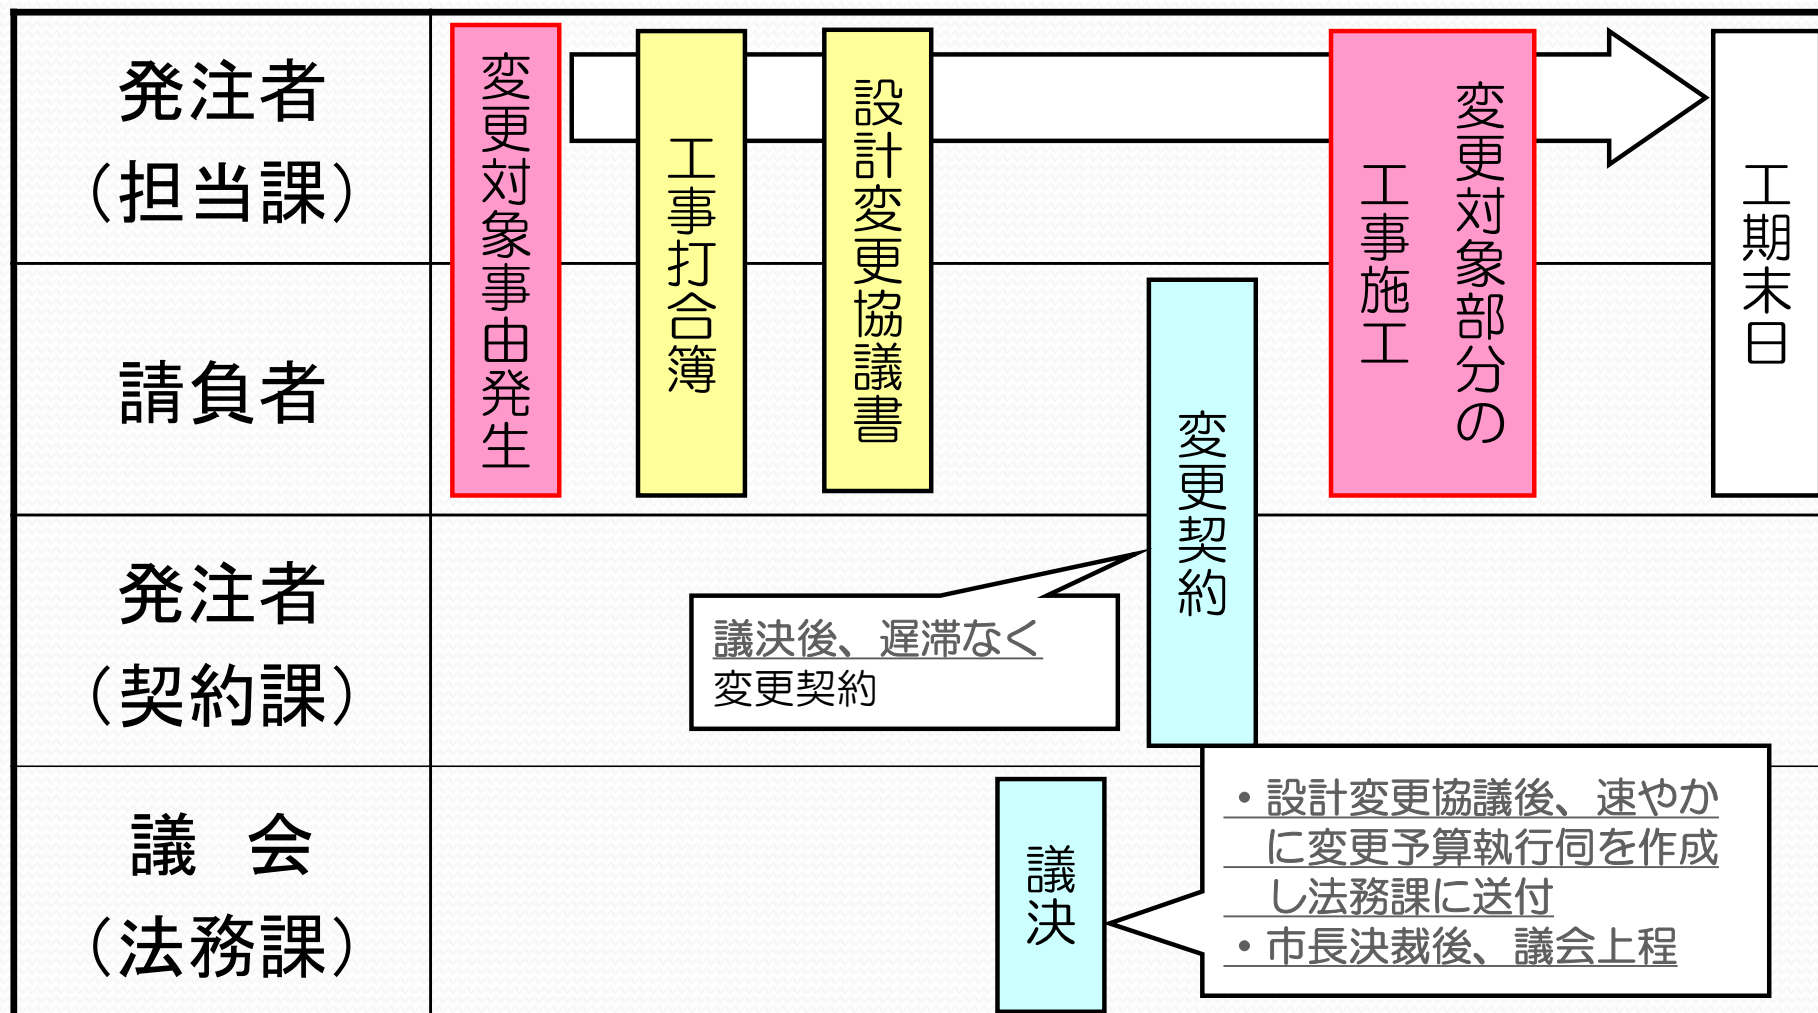 発注者
（担当課）
変更対象事由発生
工事打合簿
設計変更協議書
変更対象部分の
工事施工
工期末日
請負者
変更契約
発注者
（契約課）
議決後、遅滞なく
変更契約
議　会
（法務課）
議決
・設計変更協議後、速やか
に変更予算執行伺を作成
し法務課に送付
・市長決裁後、議会上程